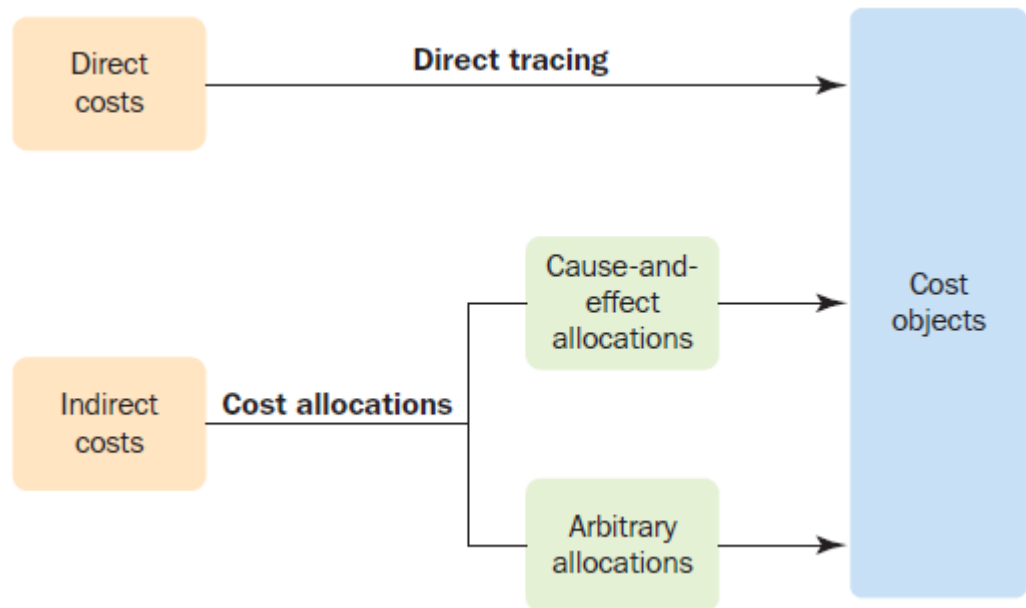 Direct
costs
Direct tracing
Cause-and-
effect
allocations
Cost
objects
Indirect
costs
Cost allocations
Arbitrary
allocations